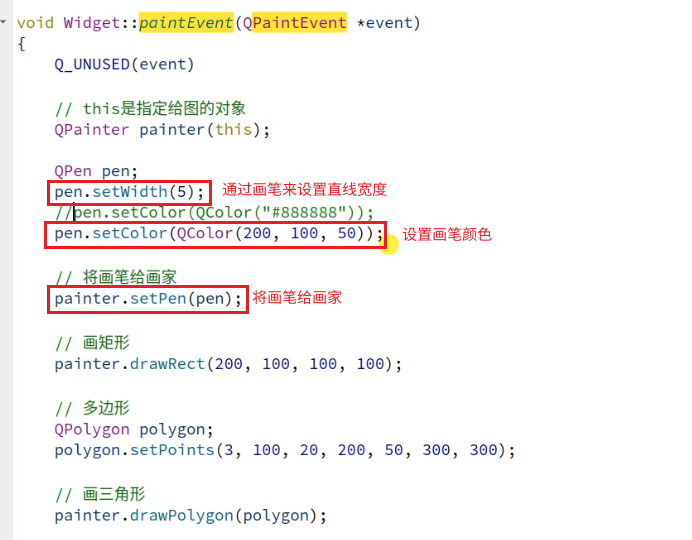 void Widget::paintEvent(QPaintEvent *event)
{
Q_UNUSED(event)
// this是指定给图的对象
QPainter painter(this);
QPen pen;
pen.setWidth(5); 通过画笔来设置直线宽度
//pen.setColor(QColor("#888888"));
pen.setColor(QColor(200, 100, 50)); 设置画笔颜色
// 将画笔给画家
painter.setPen(pen); 将画笔给画家
// 画矩形
painter.drawRect(200, 100, 100, 100);
// 多边形
QPolygon polygon;
polygon.setPoints(3, 100, 20, 200, 50, 300, 300);
// 画三角形
painter.drawPolygon(polygon);